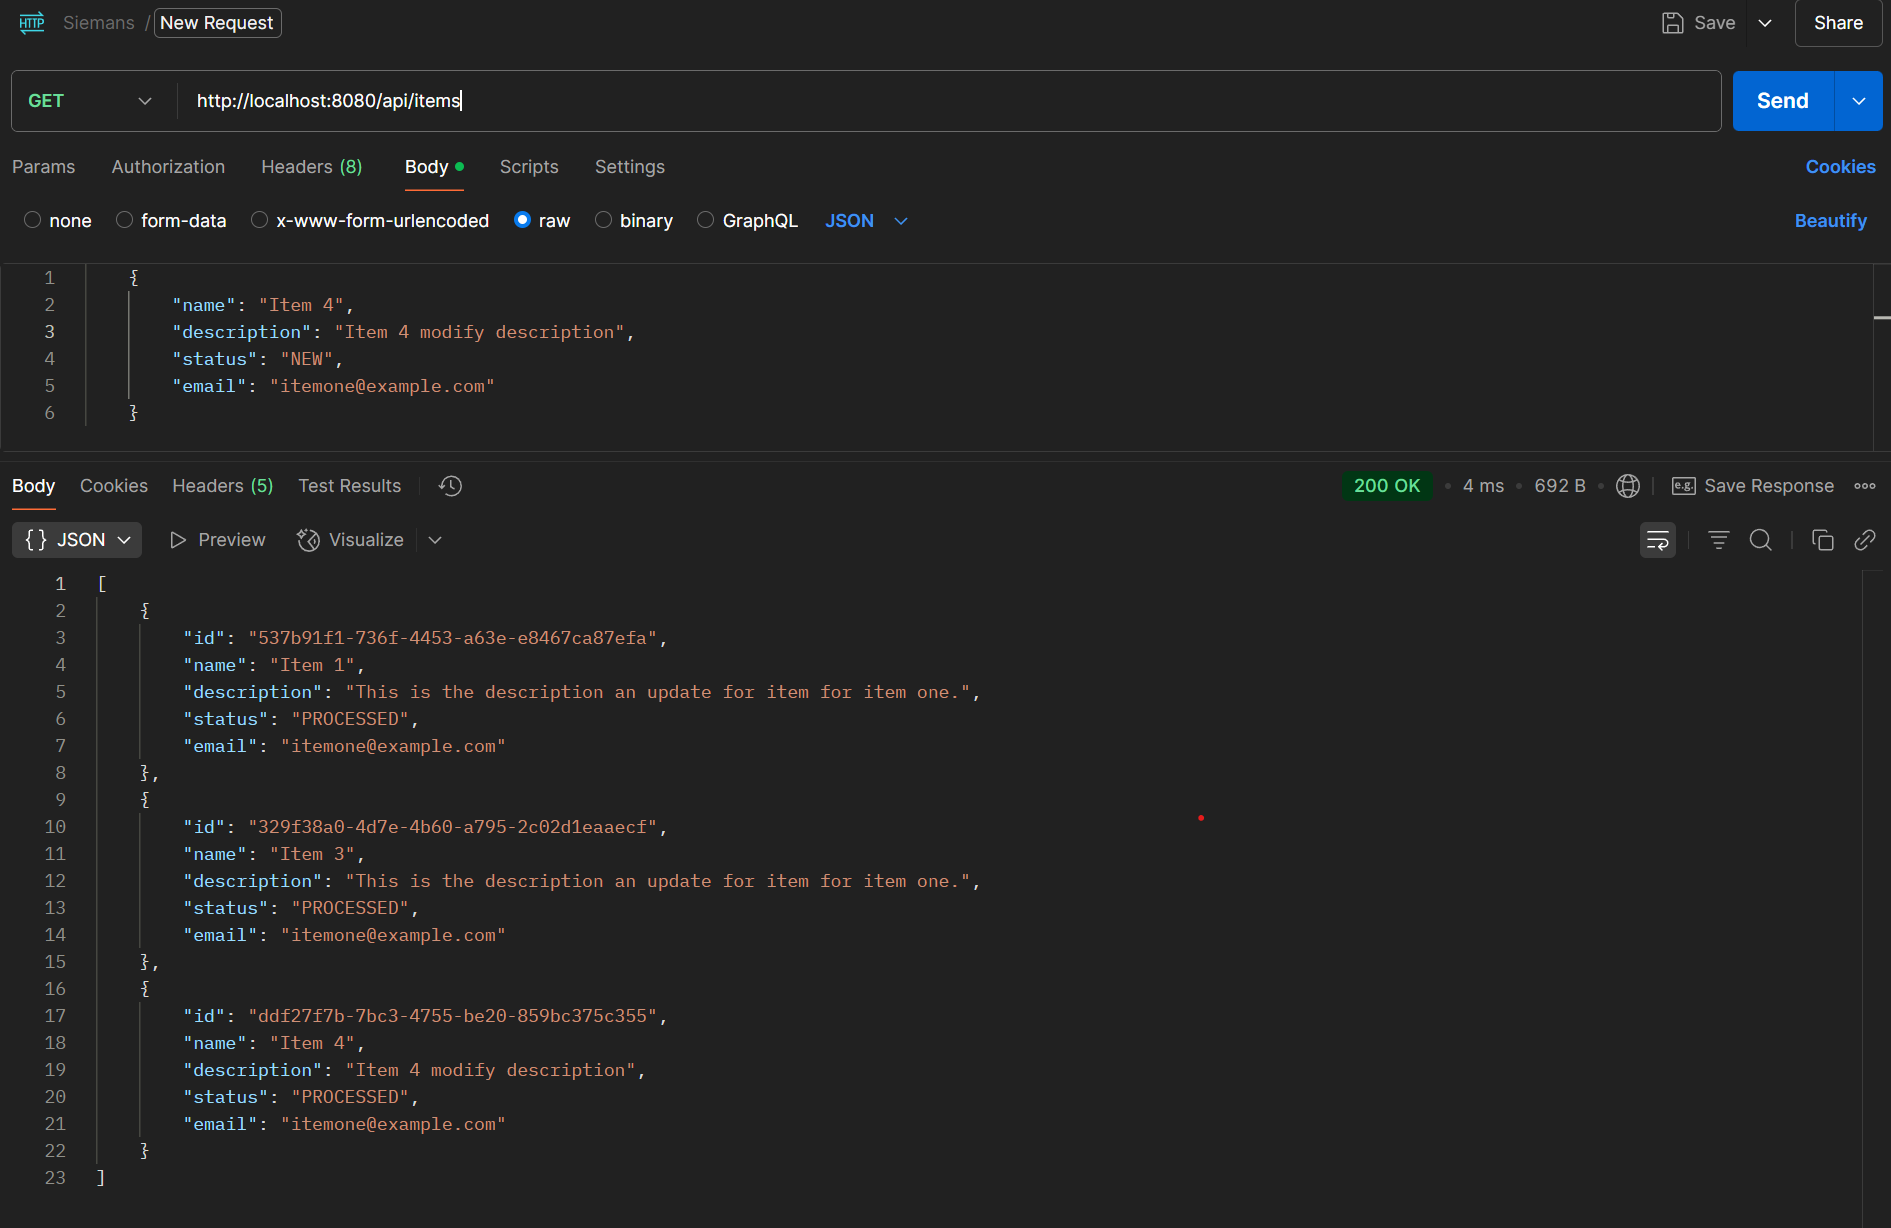 HTTP Siemans / New Request Save Share
GET http://localhost:8080/api/items Send
Params Authorization Headers (8) Body Scripts Settings Cookies
none form-data x-www-form-urlencoded raw binary GraphQL JSON Beautify
1 {
2 "name": "Item 4",
3 "description": "Item 4 modify description",
4 "status": "NEW",
5 "email": "itemone@example.com"
6 }
Body Cookies Headers (5) Test Results 200 OK • 4 ms • 692 B • e.g. Save Response
{} JSON Preview Visualize
1 [
2 {
3 "id": "537b91f1-736f-4453-a63e-e8467ca87efa",
4 "name": "Item 1",
5 "description": "This is the description an update for item for item one.",
6 "status": "PROCESSED",
7 "email": "itemone@example.com"
8 },
9 {
10 "id": "329f38a0-4d7e-4b60-a795-2c02d1eaaecf",
11 "name": "Item 3",
12 "description": "This is the description an update for item for item one.",
13 "status": "PROCESSED",
14 "email": "itemone@example.com"
15 },
16 {
17 "id": "ddf27f7b-7bc3-4755-be20-859bc375c355",
18 "name": "Item 4",
19 "description": "Item 4 modify description",
20 "status": "PROCESSED",
21 "email": "itemone@example.com"
22 }
23 ]